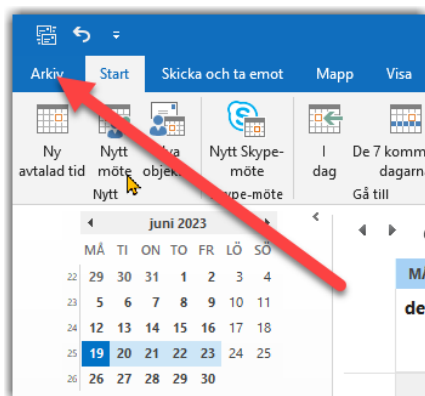 Arkiv Start Skicka och ta emot Mapp Visa
Ny Nytt Nytt Skype- I De 7 komm
avtalad tid möte möte dag dagarna
Nytt Gå till
juni 2023
MÅ TI ON TO FR LÖ SÖ
22 29 30 31 1 2 3 4
23 5 6 7 8 9 10 11
24 12 13 14 15 16 17 18
25 19 20 21 22 23 24 25
26 26 27 28 29 30
MÅ
de